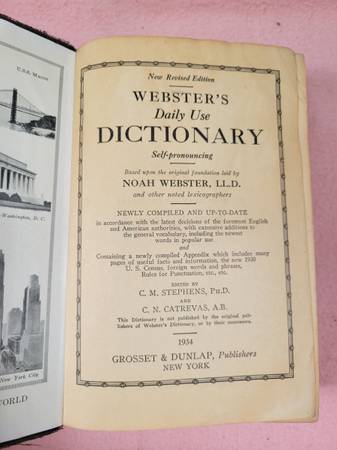 U.S.S. Macon
Washington, D. C.
New York City
WORLD
New Revised Edition
WEBSTER'S
Daily Use
DICTIONARY
Self-pronouncing
Based upon the original foundation laid by
NOAH WEBSTER, LL.D.
and other noted lexicographers
NEWLY COMPILED AND UP-TO-DATE
in accordance with the latest decisions of the foremost English
and American authorities, with extensive additions to
the general vocabulary, including the newest
words in popular use
and
Containing a newly compiled Appendix which includes many
pages of useful facts and information, the new 1930
U. S. Census, foreign words and phrases,
Rules for Punctuation, etc., etc.
EDITED BY
C. M. STEPHENS, PH.D.
AND
C. N. CATREVAS, A.B.
This Dictionary is not published by the original pub-
lishers of Webster's Dictionary, or by their successors.
1934
GROSSET & DUNLAP, Publishers
NEW YORK